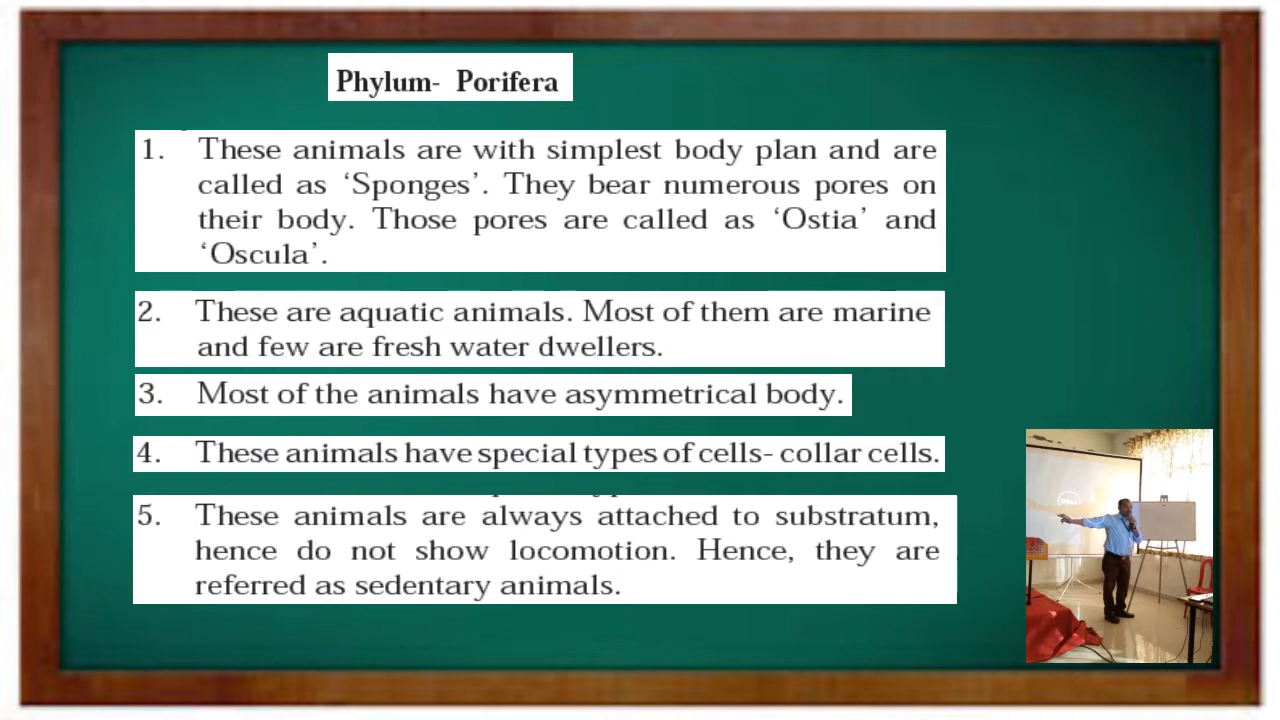 Phylum- Porifera
1. These animals are with simplest body plan and are
called as ‘Sponges’. They bear numerous pores on
their body. Those pores are called as ‘Ostia’ and
‘Oscula’.
2. These are aquatic animals. Most of them are marine
and few are fresh water dwellers.
3. Most of the animals have asymmetrical body.
4. These animals have special types of cells- collar cells.
5. These animals are always attached to substratum,
hence do not show locomotion. Hence, they are
referred as sedentary animals.
DELL